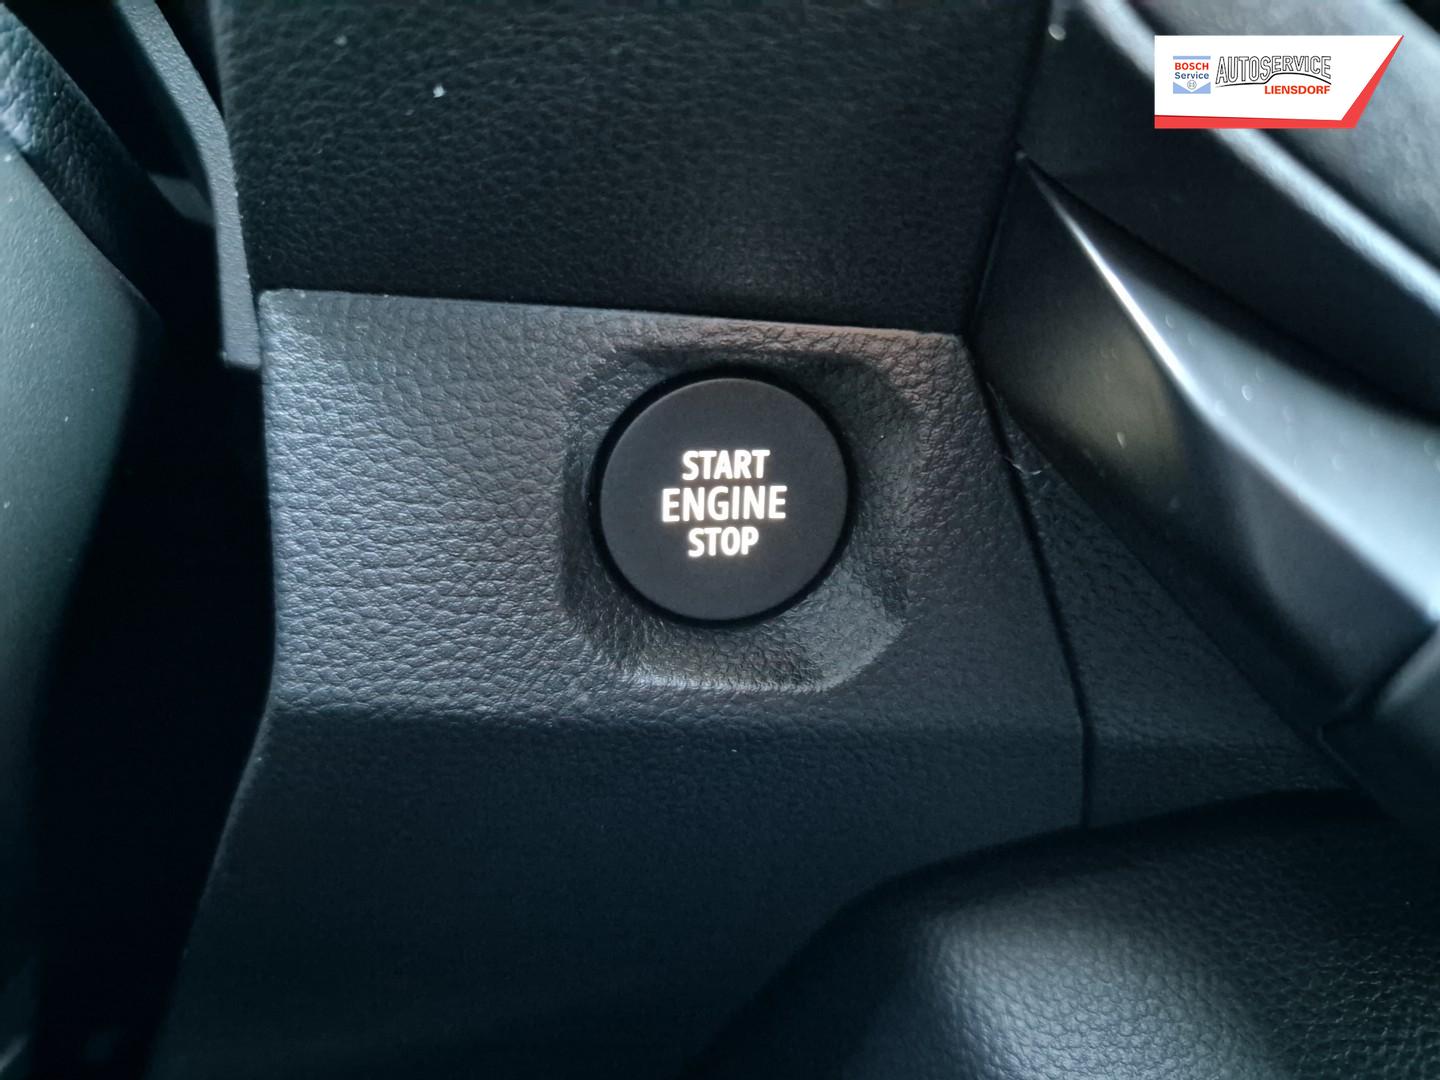 BOSCH
Service
AUTOSERVICE
LIENSDORF
START
ENGINE
STOP